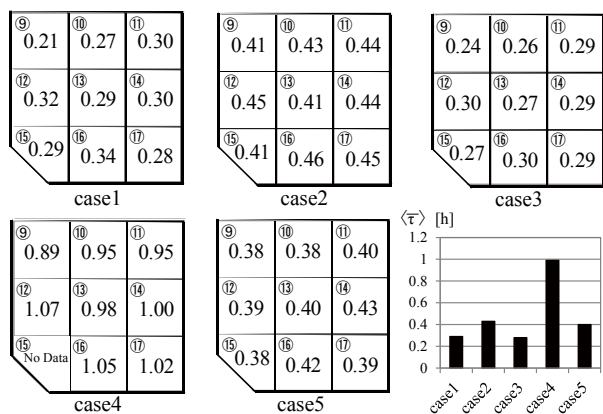 ⑨ ⑩ ⑪
0.21 0.27 0.30
⑫ ⑬ ⑭
0.32 0.29 0.30
⑮ ⑯ ⑰
0.29 0.34 0.28
case1
⑨ ⑩ ⑪
0.41 0.43 0.44
⑫ ⑬ ⑭
0.45 0.41 0.44
⑮ ⑯ ⑰
0.41 0.46 0.45
case2
⑨ ⑩ ⑪
0.24 0.26 0.29
⑫ ⑬ ⑭
0.30 0.27 0.29
⑮ ⑯ ⑰
0.27 0.30 0.29
case3
⑨ ⑩ ⑪
0.89 0.95 0.95
⑫ ⑬ ⑭
1.07 0.98 1.00
⑮ ⑯ ⑰
No Data 1.05 1.02
case4
⑨ ⑩ ⑪
0.38 0.38 0.40
⑫ ⑬ ⑭
0.39 0.40 0.43
⑮ ⑯ ⑰
0.38 0.42 0.39
case5
⟨τ̅⟩ [h]
1.2
1
0.8
0.6
0.4
0.2
0
case1 case2 case3 case4 case5